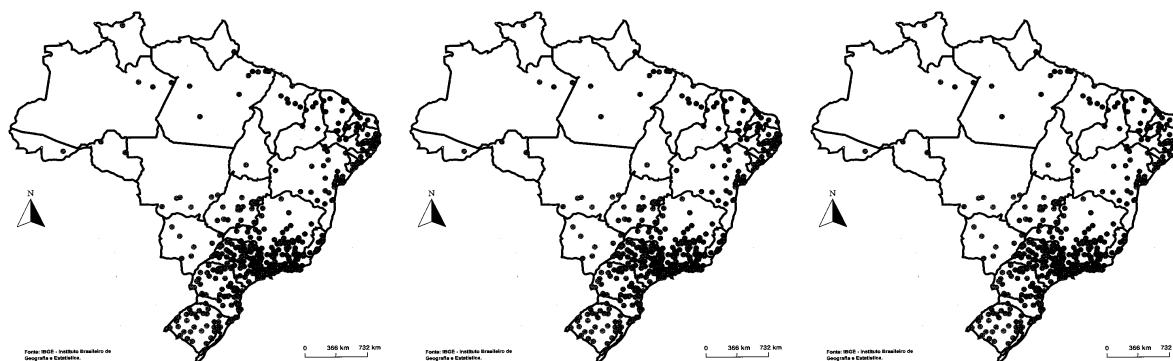 N
Fonte: IBGE - Instituto Brasileiro de
Geografia e Estatística.
0 366 km 732 km
N
Fonte: IBGE - Instituto Brasileiro de
Geografia e Estatística.
0 366 km 732 km
N
Fonte: IBGE - Instituto Brasileiro de
Geografia e Estatística.
0 366 km 732